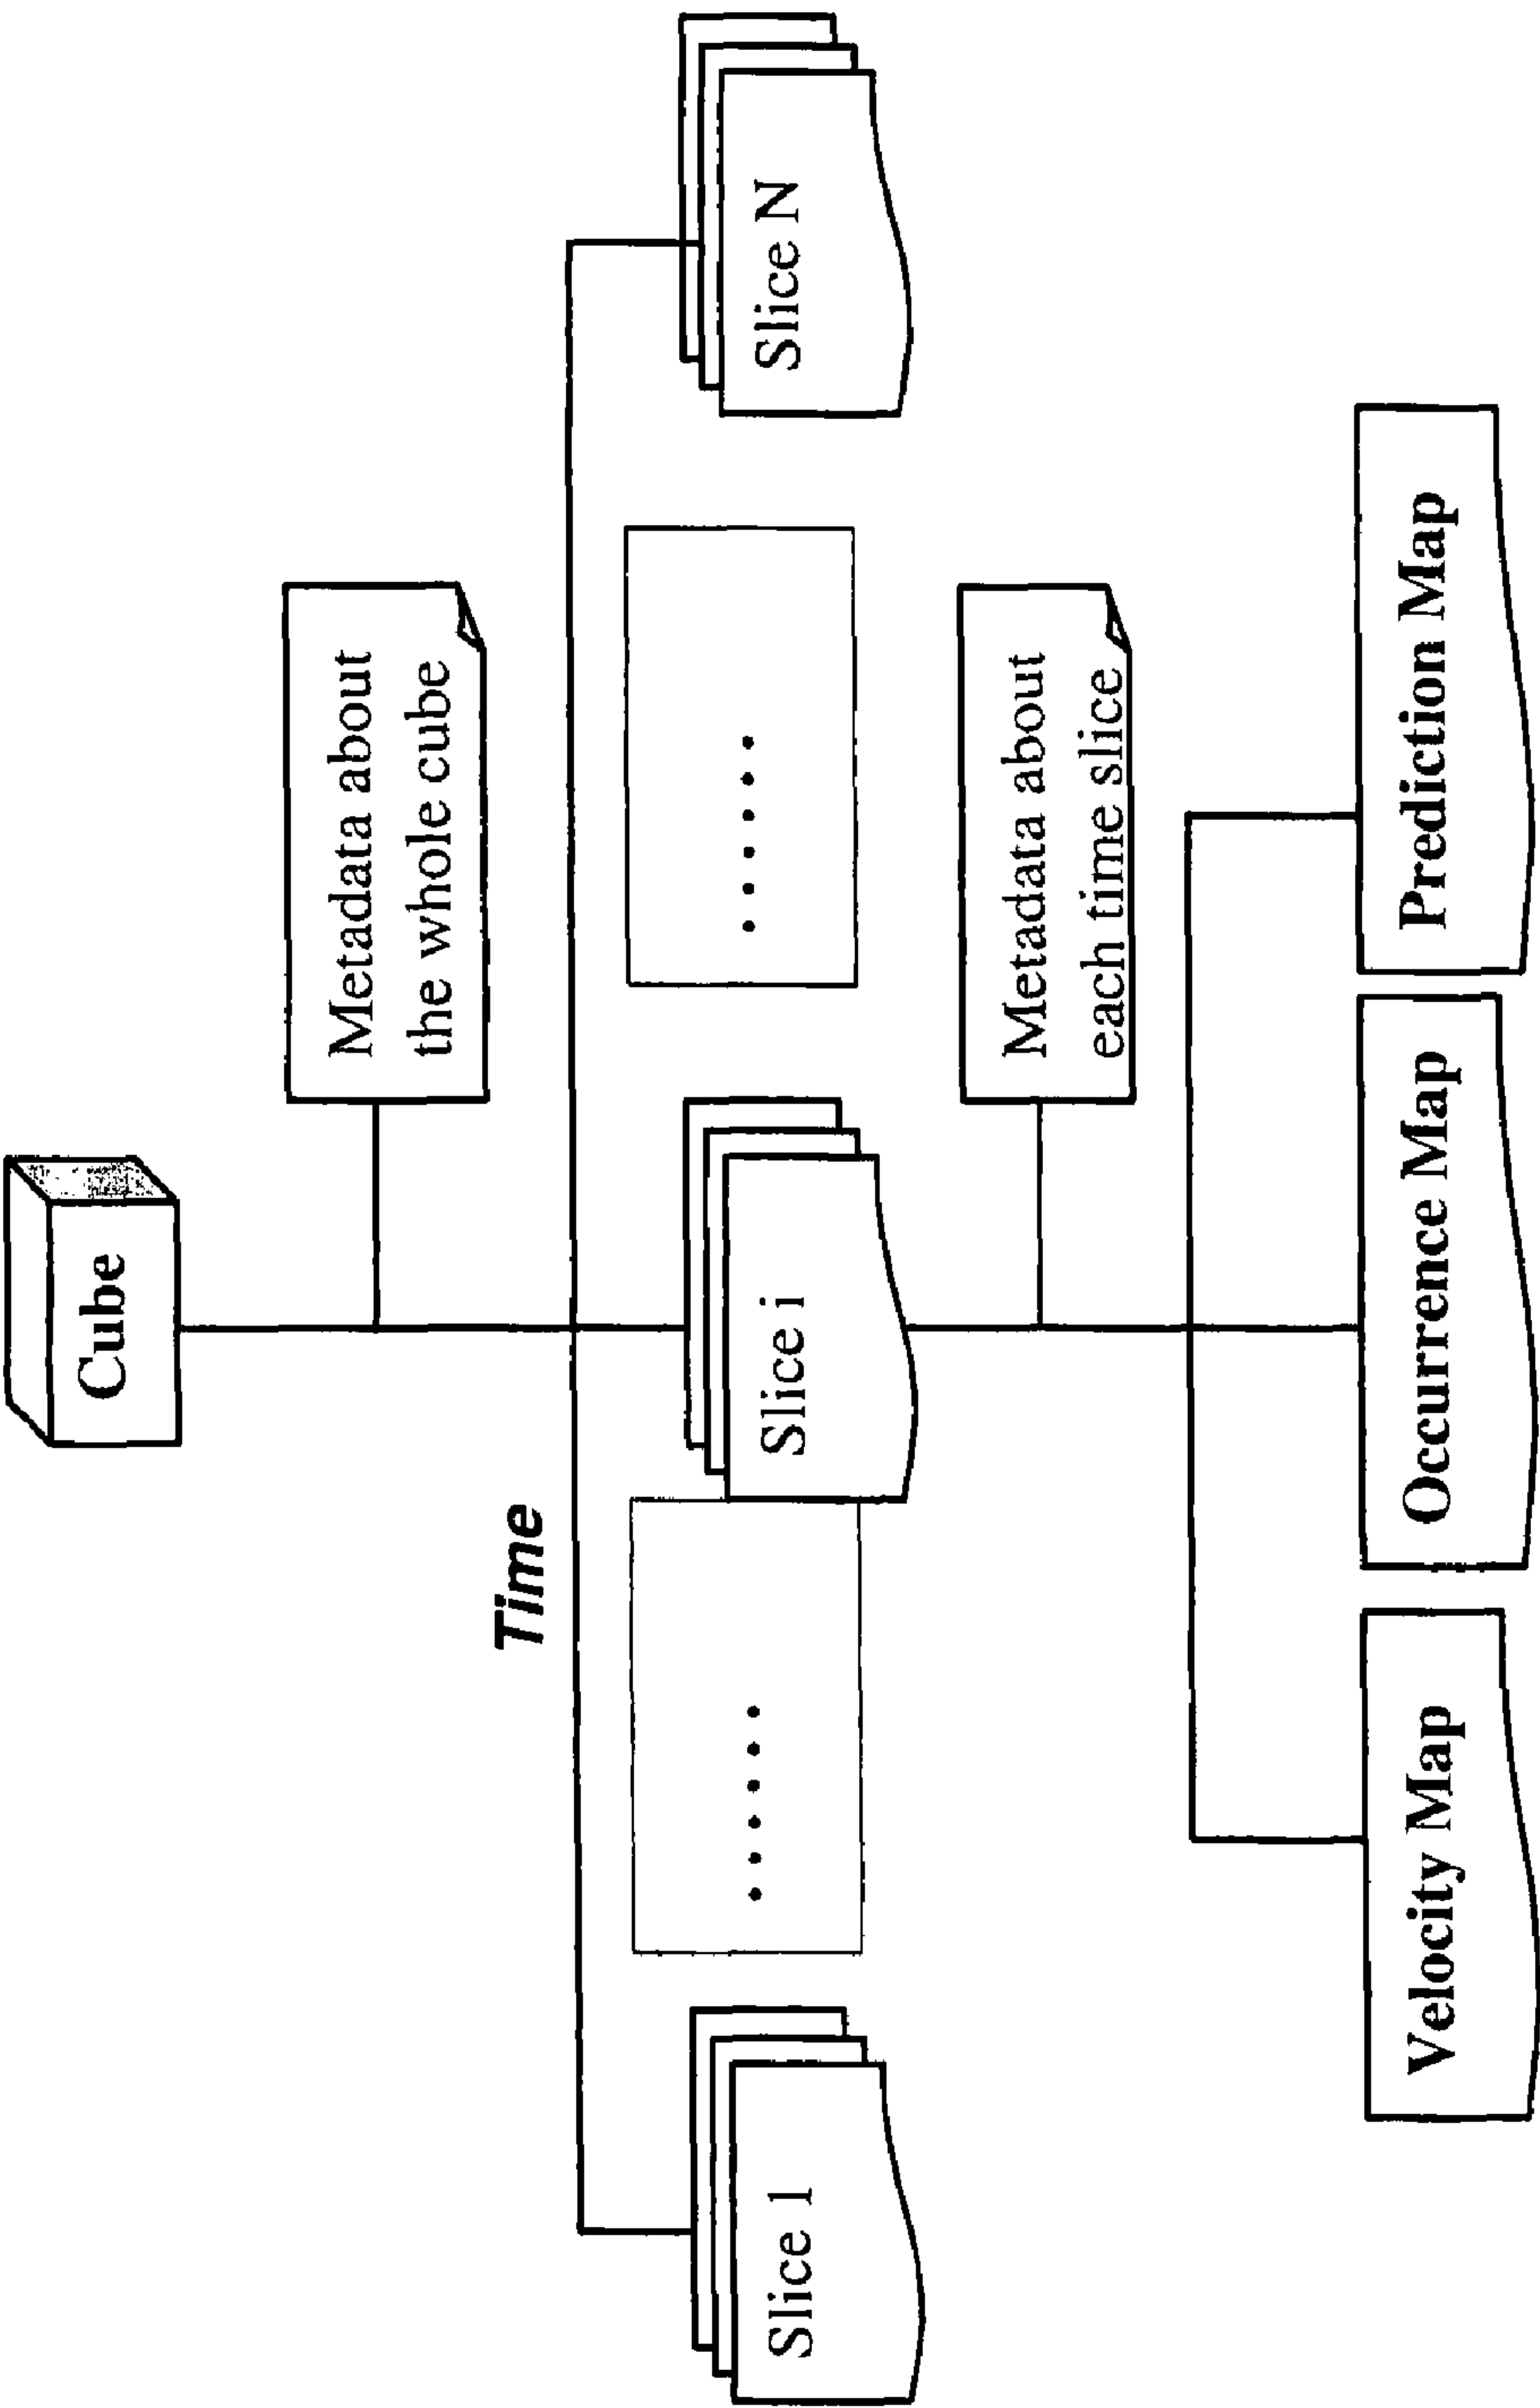 Cube
Metadata about
the whole cube
Time
Slice 1
......
Slice i
......
Slice N
Metadata about
each time slice
Velocity Map
Occurrence Map
Prediction Map